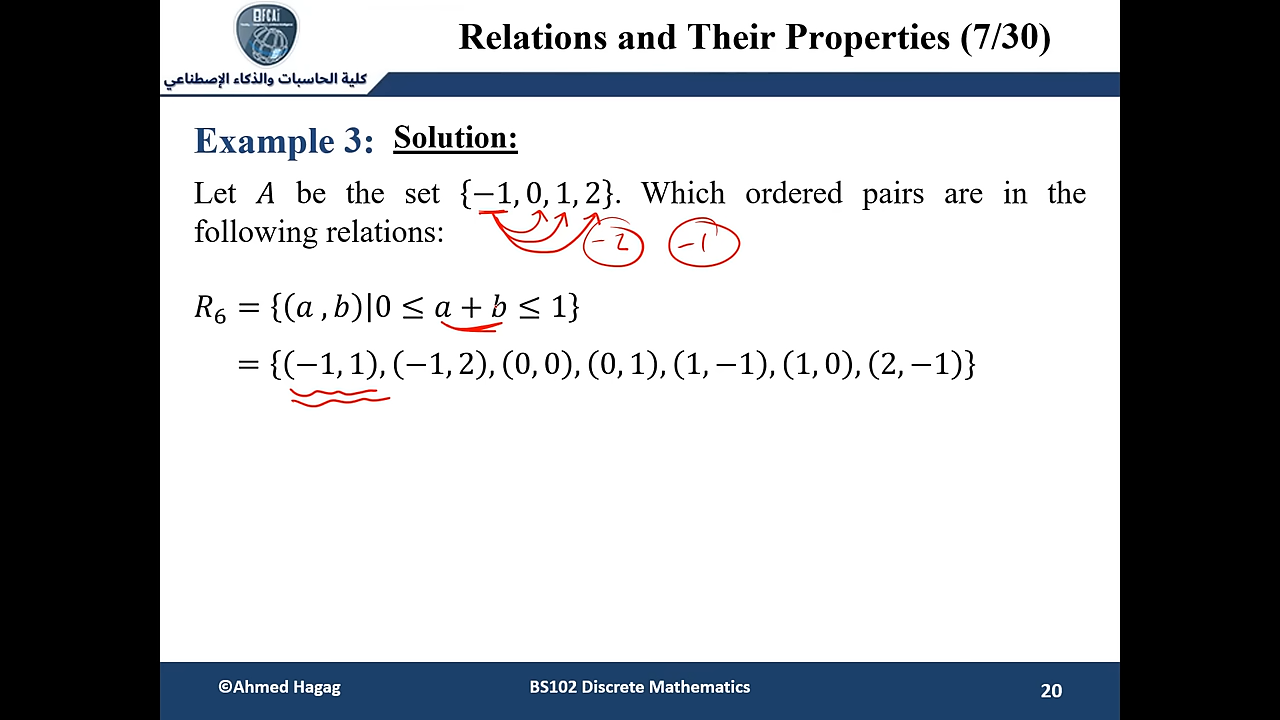 BFCAI
Relations and Their Properties (7/30)
كلية الحاسبات والذكاء الإصطناعي
Example 3: Solution:
Let A be the set {−1, 0, 1, 2}. Which ordered pairs are in the
following relations:
−2 −1
R₆ = {(a , b)|0 ≤ a + b ≤ 1}
= {(−1, 1), (−1, 2), (0, 0), (0, 1), (1, −1), (1, 0), (2, −1)}
©Ahmed Hagag BS102 Discrete Mathematics 20